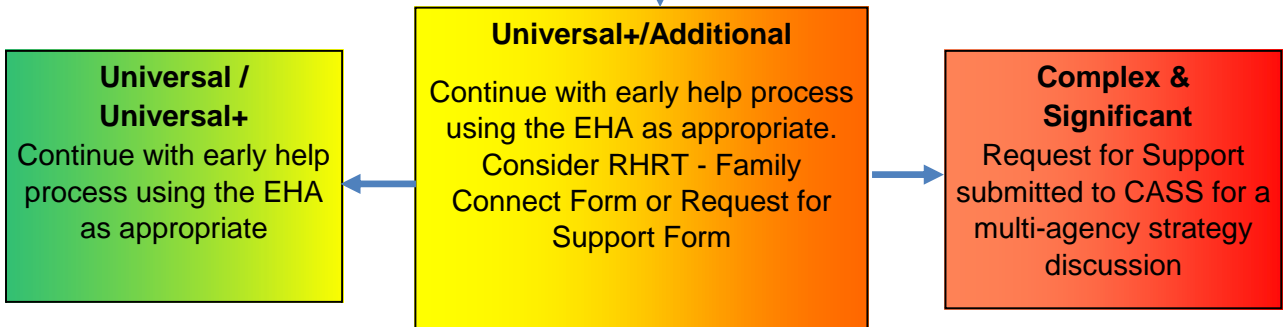 Universal /
Universal+
Continue with early help
process using the EHA
as appropriate
Universal+/Additional
Continue with early help process
using the EHA as appropriate.
Consider RHRT - Family
Connect Form or Request for
Support Form
Complex &
Significant
Request for Support
submitted to CASS for a
multi-agency strategy
discussion